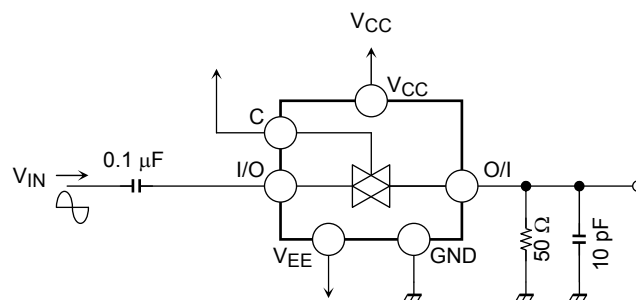 VCC
VCC
C
VIN
0.1 μF
I/O
O/I
VEE
GND
50 Ω
10 pF